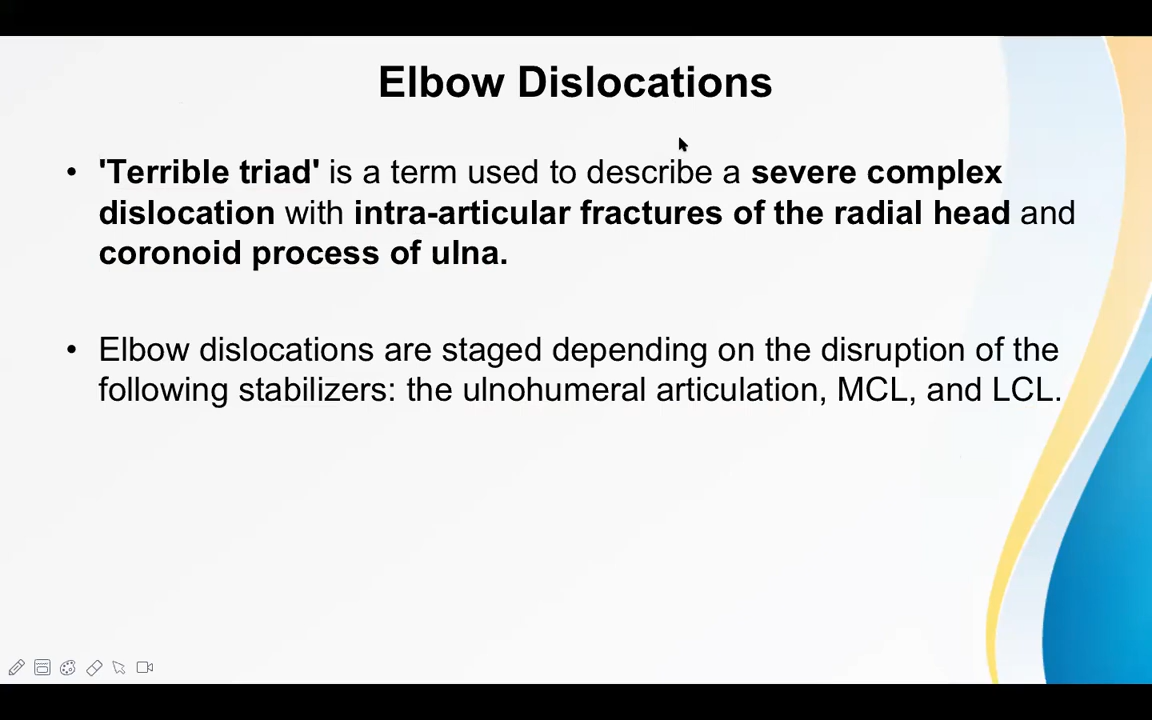 Elbow Dislocations
• 'Terrible triad' is a term used to describe a severe complex
dislocation with intra-articular fractures of the radial head and
coronoid process of ulna.
• Elbow dislocations are staged depending on the disruption of the
following stabilizers: the ulnohumeral articulation, MCL, and LCL.